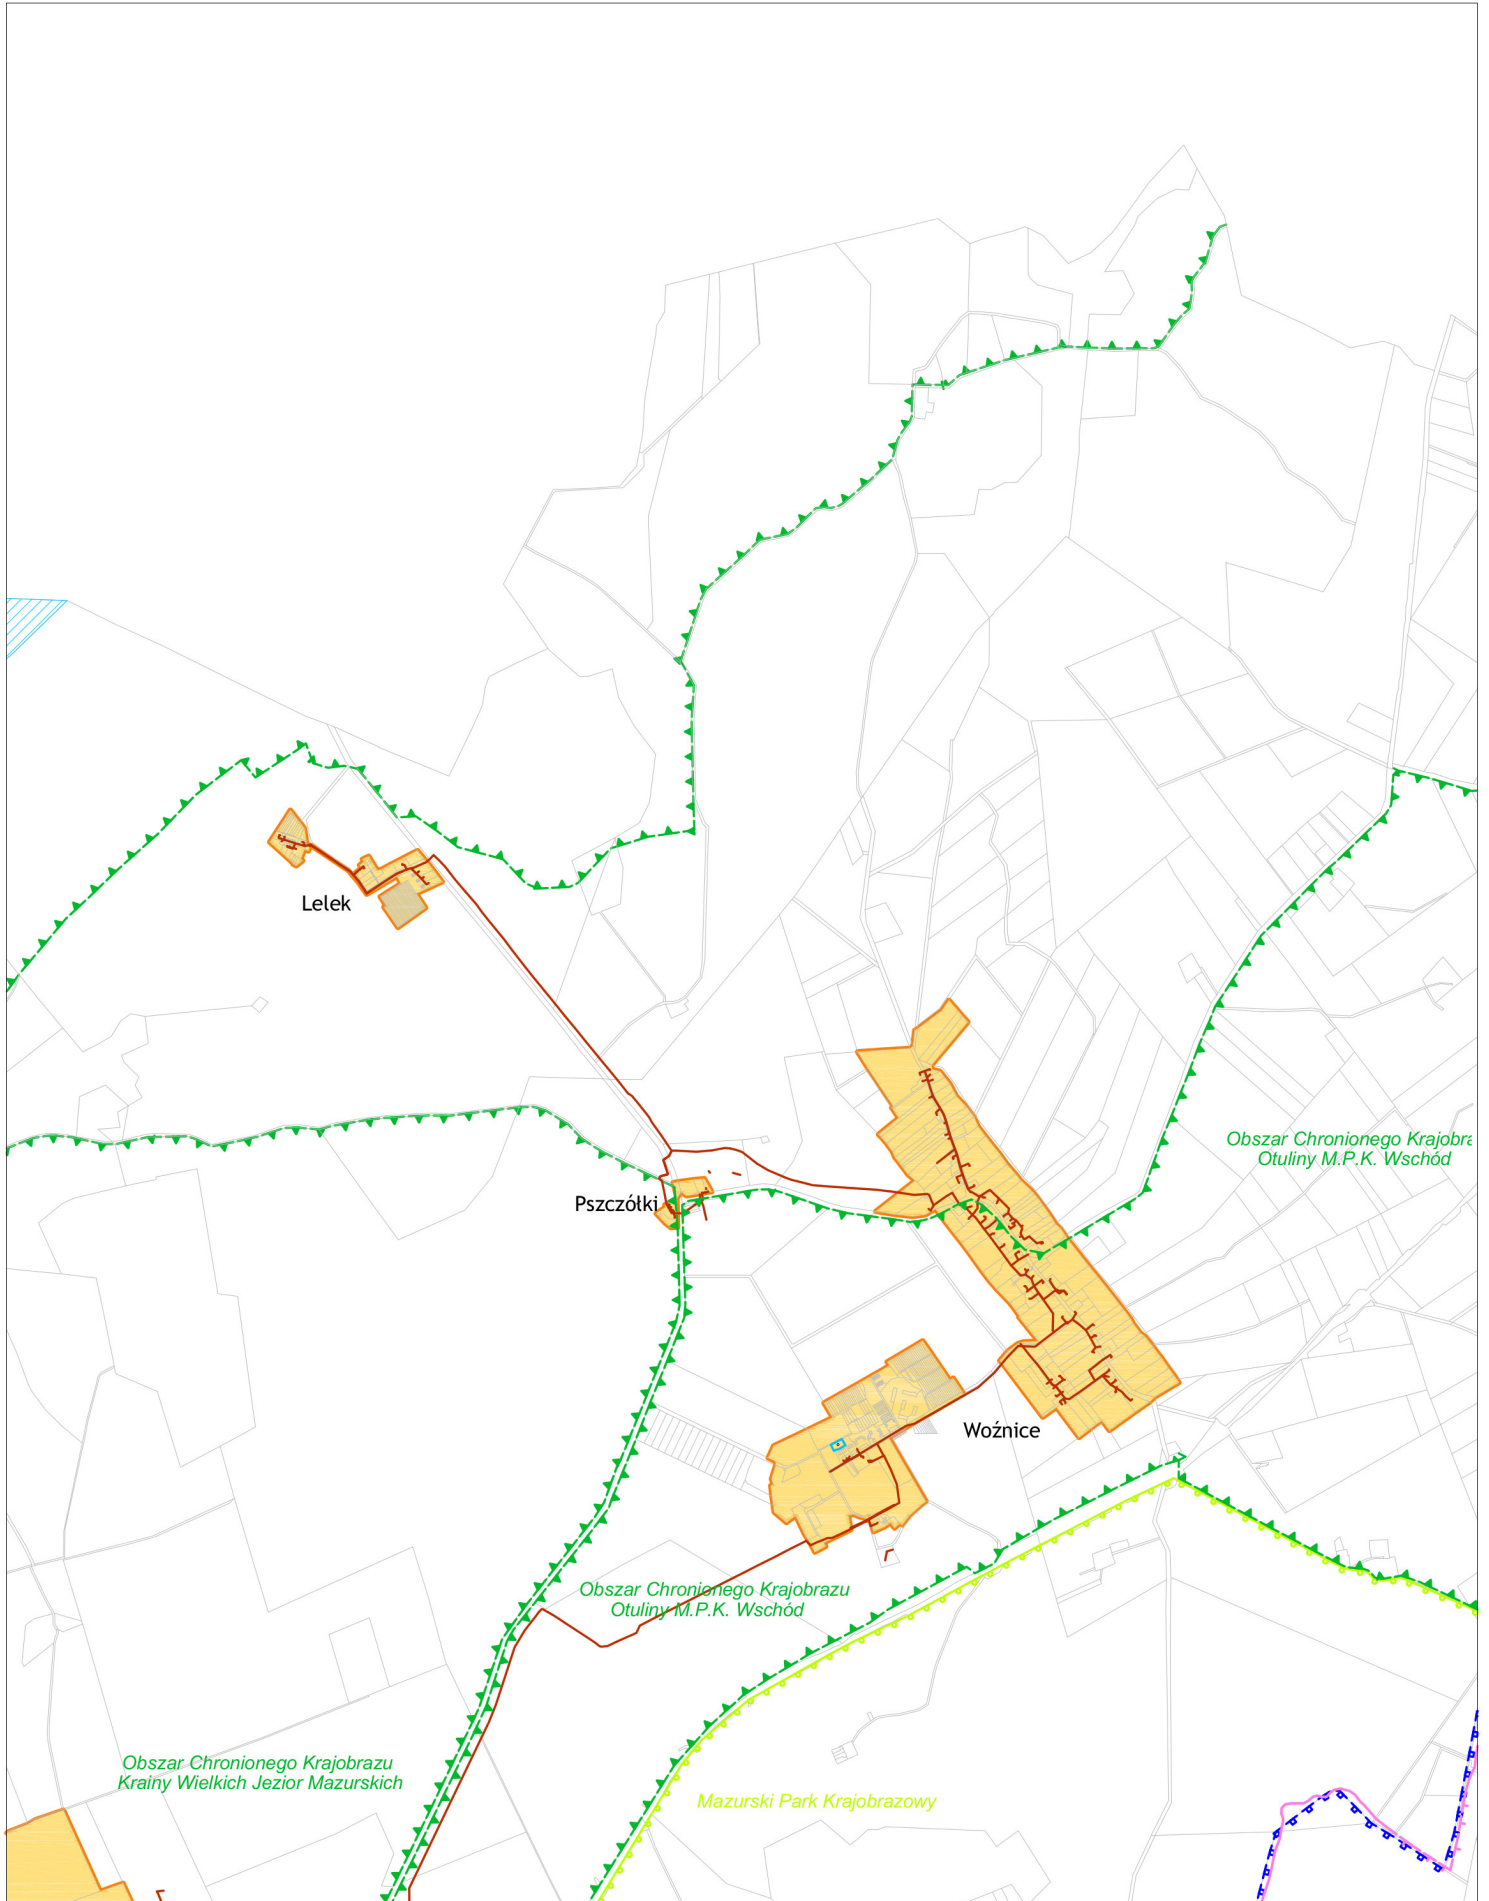 Lelek
Obszar Chronionego Krajobra
Otuliny M.P.K. Wschód
Pszczółki
Woźnice
Obszar Chronionego Krajobrazu
Otuliny M.P.K. Wschód
Obszar Chronionego Krajobrazu
Krainy Wielkich Jezior Mazurskich
Mazurski Park Krajobrazowy